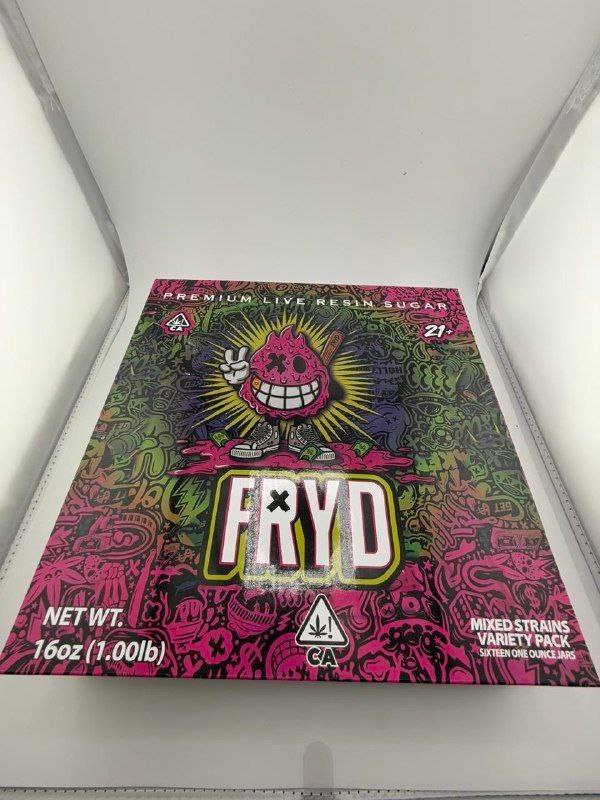 PREMIUM LIVE RESIN SUGAR
CA
21+
FRYD
NET WT.
16oz (1.00lb)
CA
MIXED STRAINS
VARIETY PACK
SIXTEEN ONE OUNCE JARS